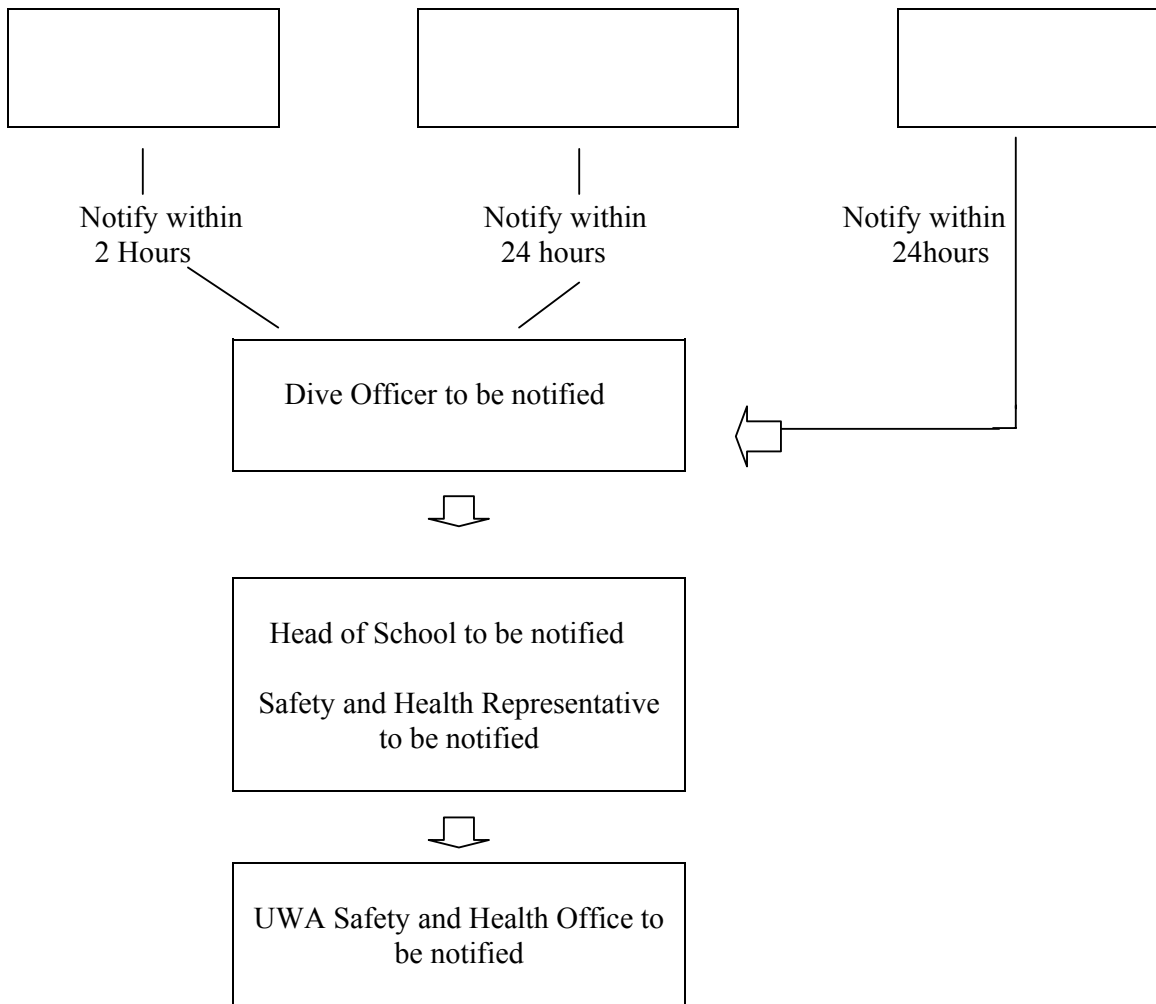 Notify within
2 Hours
Notify within
24 hours
Notify within
24hours
Dive Officer to be notified
Head of School to be notified
Safety and Health Representative
to be notified
UWA Safety and Health Office to
be notified